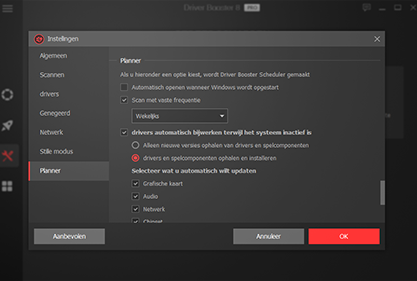 Driver Booster 8 PRO
Instellingen
Algemeen
Scannen
drivers
Genegeerd
Netwerk
Stille modus
Planner
Planner
Als u hieronder een optie kiest, wordt Driver Booster Scheduler gemaakt
Automatisch openen wanneer Windows wordt opgestart
Scan met vaste frequentie
Wekelijks
drivers automatisch bijwerken terwijl het systeem inactief is
Alleen nieuwe versies ophalen van drivers en spelcomponenten
drivers en spelcomponenten ophalen en installeren
Selecteer wat u automatisch wilt updaten
Grafische kaart
Audio
Netwerk
Chipset
Aanbevolen
Annuleer
OK